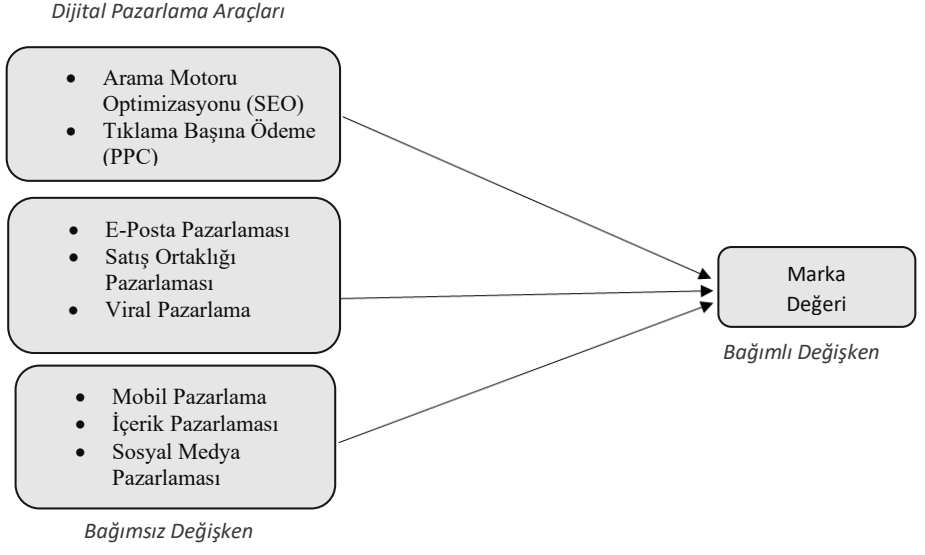 Dijital Pazarlama Araçları
• Arama Motoru
Optimizasyonu (SEO)
• Tıklama Başına Ödeme
(PPC)
• E-Posta Pazarlaması
• Satış Ortaklığı
Pazarlaması
• Viral Pazarlama
• Mobil Pazarlama
• İçerik Pazarlaması
• Sosyal Medya
Pazarlaması
Bağımsız Değişken
Marka
Değeri
Bağımlı Değişken